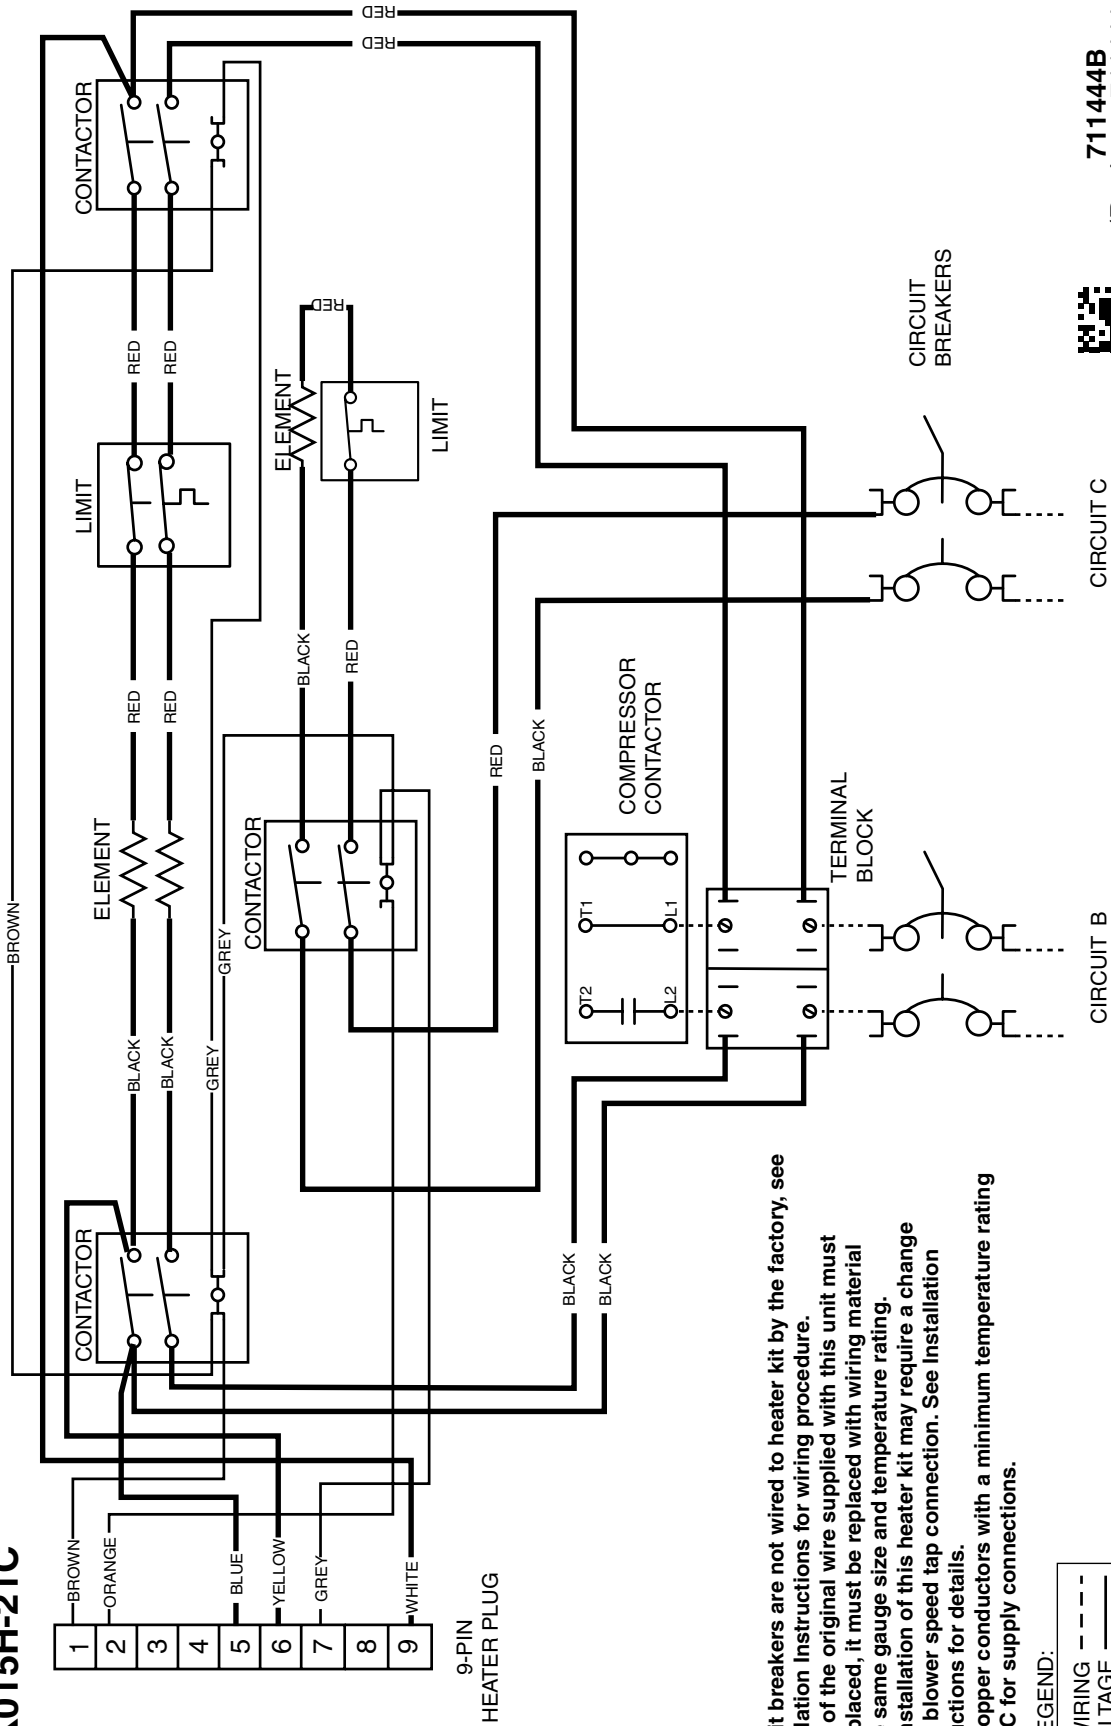 015H-21C
BROWN
CONTACTOR
ELEMENT
LIMIT
CONTACTOR
1
2
3
4
5
6
7
8
9
BROWN
ORANGE
BLUE
YELLOW
GREY
WHITE
9-PIN
HEATER PLUG
BLACK
BLACK
RED
RED
RED
RED
RED
RED
GREY
GREY
CONTACTOR
BLACK
RED
ELEMENT
RED
LIMIT
RED
BLACK
BLACK
BLACK
COMPRESSOR
CONTACTOR
T2
T1
L2
L1
TERMINAL
BLOCK
CIRCUIT
BREAKERS
CIRCUIT B
CIRCUIT C
it breakers are not wired to heater kit by the factory, see
lation Instructions for wiring procedure.
of the original wire supplied with this unit must
placed, it must be replaced with wiring material
same gauge size and temperature rating.
nstallation of this heater kit may require a change
blower speed tap connection. See Installation
uctions for details.
opper conductors with a minimum temperature rating
C for supply connections.
EGEND:
WIRING
LTAGE
711444B